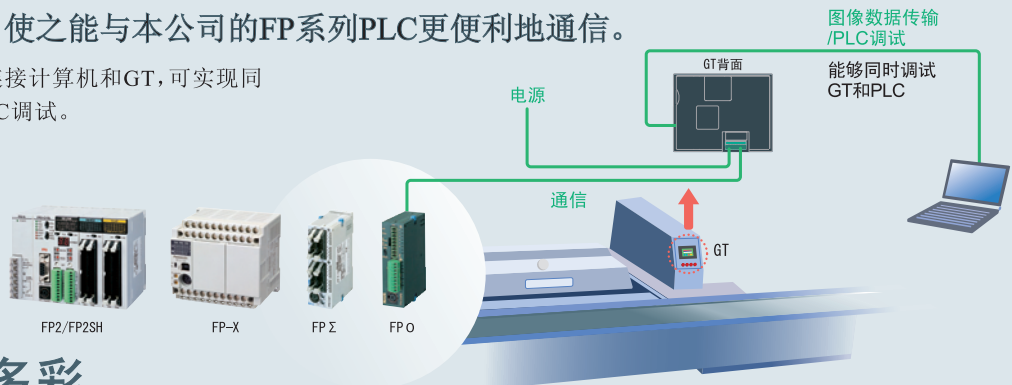 使之能与本公司的FP系列PLC更便利地通信。
接计算机和GT,可实现同
C调试。
图像数据传输
/PLC调试
能够同时调试
GT和PLC
GT背面
电源
通信
GT
FP2/FP2SH
FP-X
FPΣ
FPO
多彩